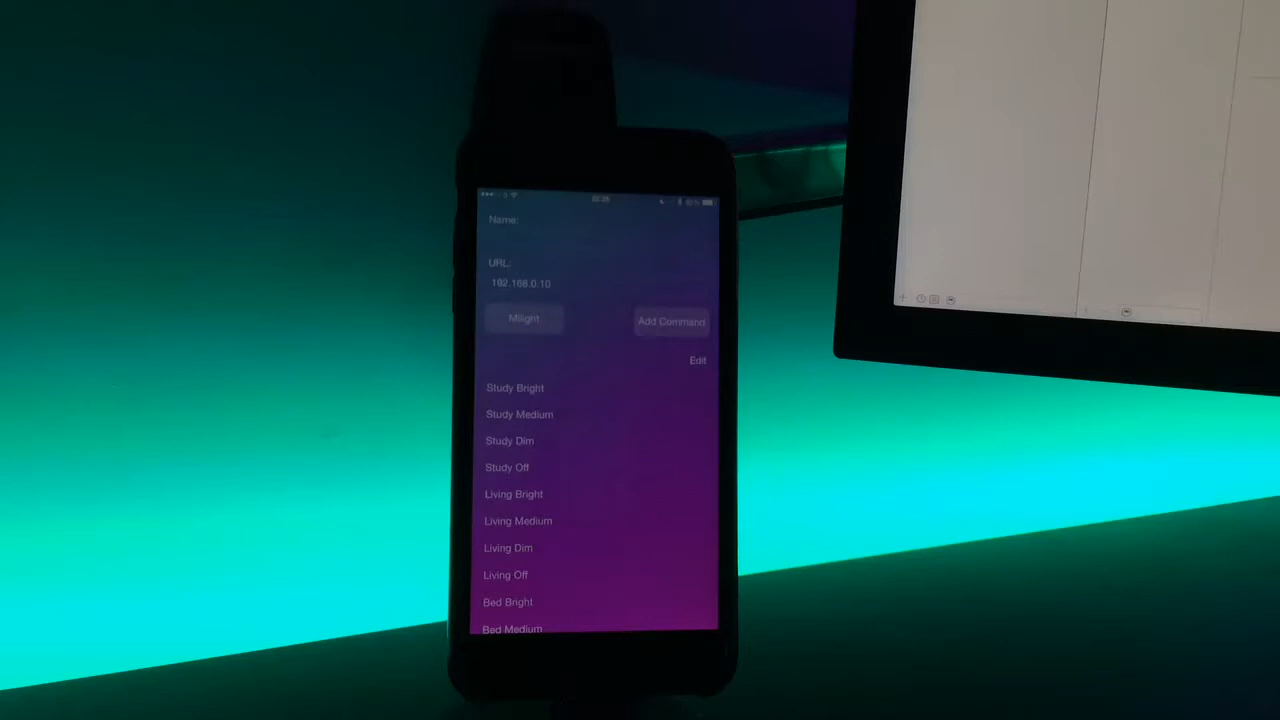 Name:
URL:
192.168.0.10
Milight
Add Command
Edit
Study Bright
Study Medium
Study Dim
Study Off
Living Bright
Living Medium
Living Dim
Living Off
Bed Bright
Bed Medium